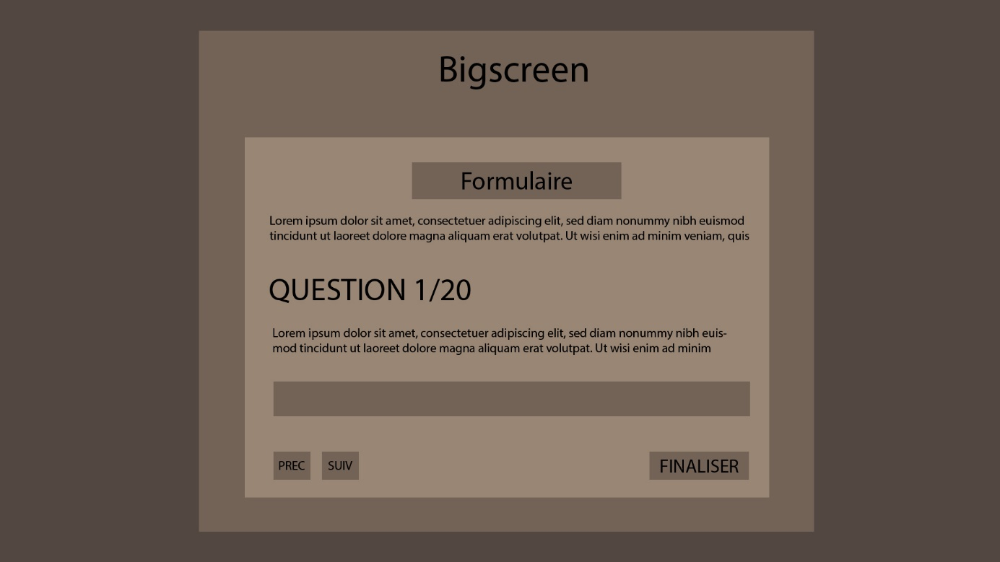 Bigscreen
Formulaire
Lorem ipsum dolor sit amet, consectetuer adipiscing elit, sed diam nonummy nibh euismod
tincidunt ut laoreet dolore magna aliquam erat volutpat. Ut wisi enim ad minim veniam, quis
QUESTION 1/20
Lorem ipsum dolor sit amet, consectetuer adipiscing elit, sed diam nonummy nibh euis-
mod tincidunt ut laoreet dolore magna aliquam erat volutpat. Ut wisi enim ad minim
PREC SUIV FINALISER